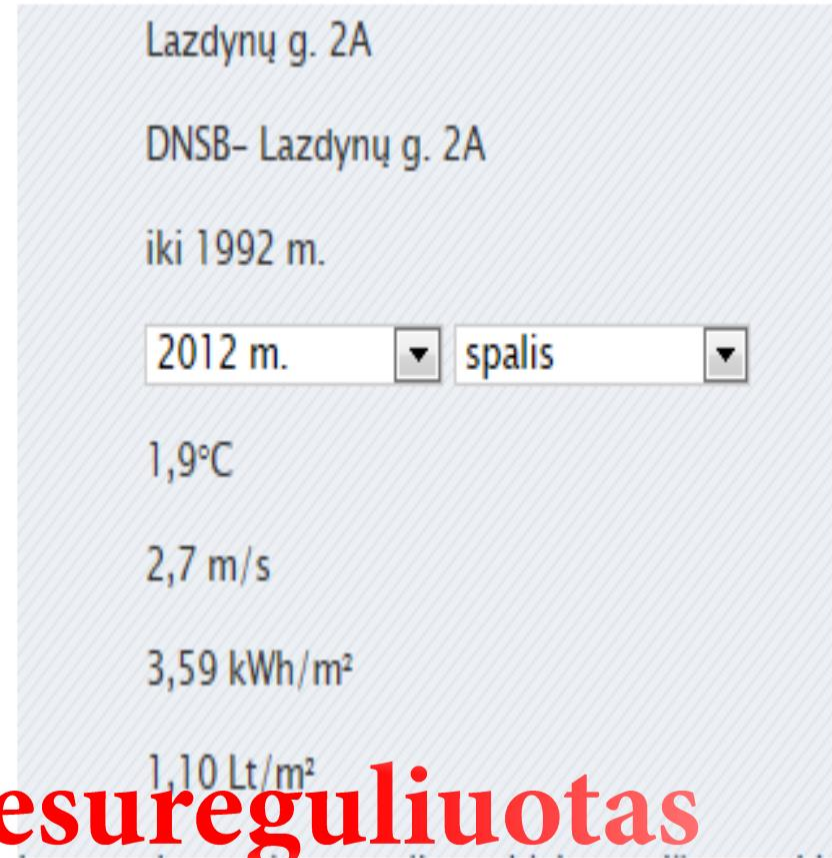 Lazdynų g. 2A
DNSB– Lazdynų g. 2A
iki 1992 m.
2012 m. spalis
1,9°C
2,7 m/s
3,59 kWh/m²
1,10 Lt/m²
esureguliuotas